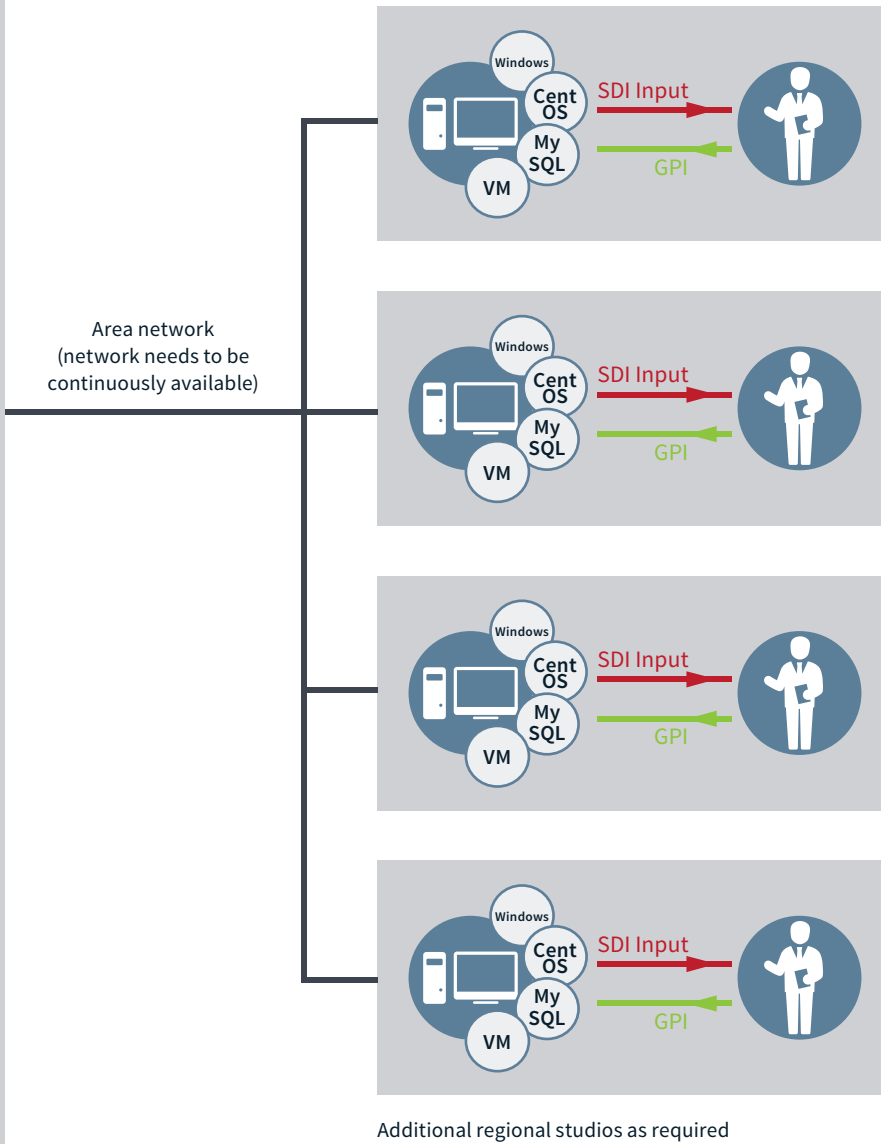 Windows
Cent
OS
My
SQL
VM
SDI Input
GPI
Area network
(network needs to be
continuously available)
Windows
Cent
OS
My
SQL
VM
SDI Input
GPI
Windows
Cent
OS
My
SQL
VM
SDI Input
GPI
Windows
Cent
OS
My
SQL
VM
SDI Input
GPI
Additional regional studios as required